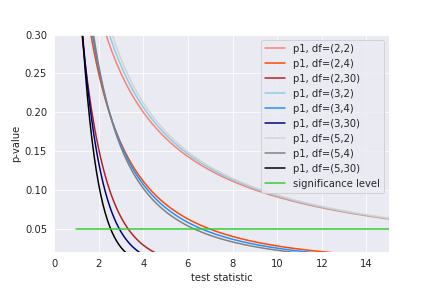 0.30
0.25
0.20
0.15
0.10
0.05
p-value
0
2
4
6
8
10
12
14
test statistic
p1, df=(2,2)
p1, df=(2,4)
p1, df=(2,30)
p1, df=(3,2)
p1, df=(3,4)
p1, df=(3,30)
p1, df=(5,2)
p1, df=(5,4)
p1, df=(5,30)
significance level